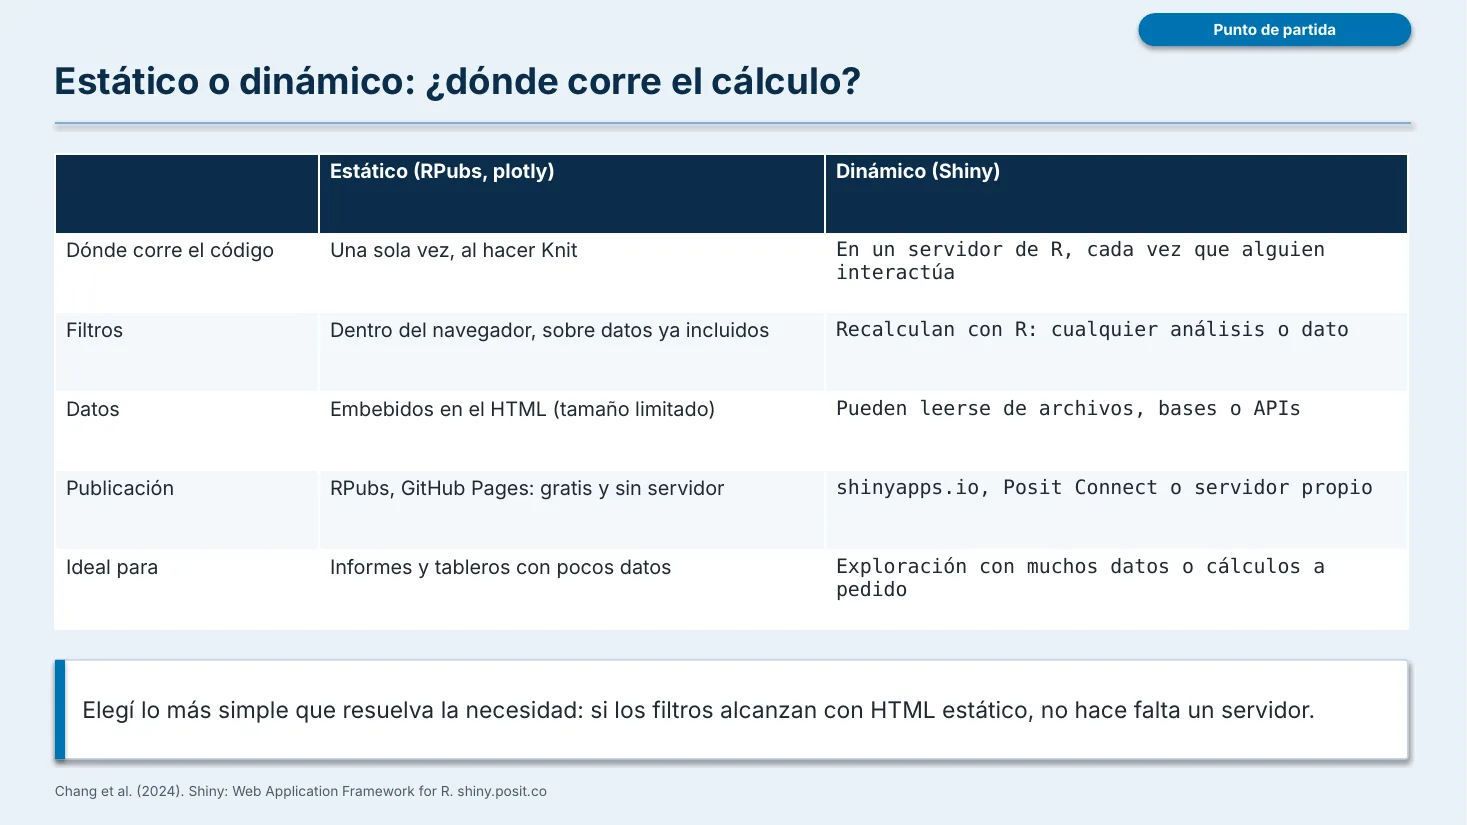 Punto de partida
Estático o dinámico: ¿dónde corre el cálculo?
Estático (RPubs, plotly)
Dinámico (Shiny)
Dónde corre el código
Una sola vez, al hacer Knit
En un servidor de R, cada vez que alguien
interactúa
Filtros
Dentro del navegador, sobre datos ya incluidos
Recalculan con R: cualquier análisis o dato
Datos
Embebidos en el HTML (tamaño limitado)
Pueden leerse de archivos, bases o APIs
Publicación
RPubs, GitHub Pages: gratis y sin servidor
shinyapps.io, Posit Connect o servidor propio
Ideal para
Informes y tableros con pocos datos
Exploración con muchos datos o cálculos a
pedido
Elegí lo más simple que resuelva la necesidad: si los filtros alcanzan con HTML estático, no hace falta un servidor.
Chang et al. (2024). Shiny: Web Application Framework for R. shiny.posit.co